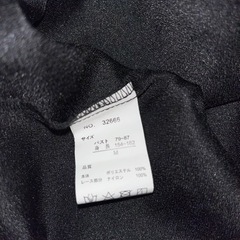 NO. 32665
サイズ
バスト 79-87
身長 154-162
M
品質
本体 ポリエステル 100%
レース部分 ナイロン 100%